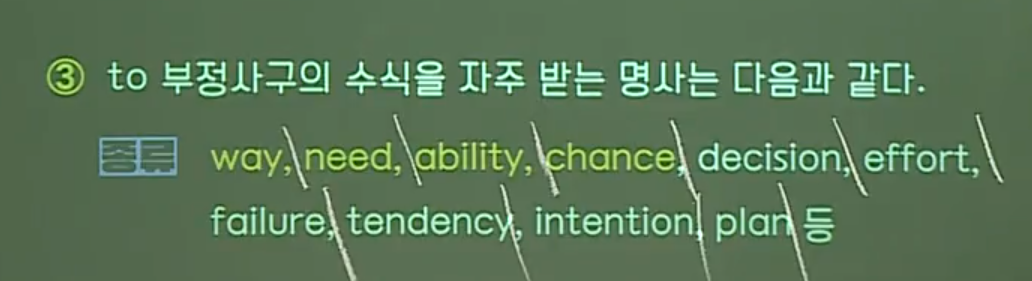 ③ to 부정사구의 수식을 자주 받는 명사는 다음과 같다.
종류 way, need, ability, chance, decision, effort,
failure, tendency, intention, plan 등